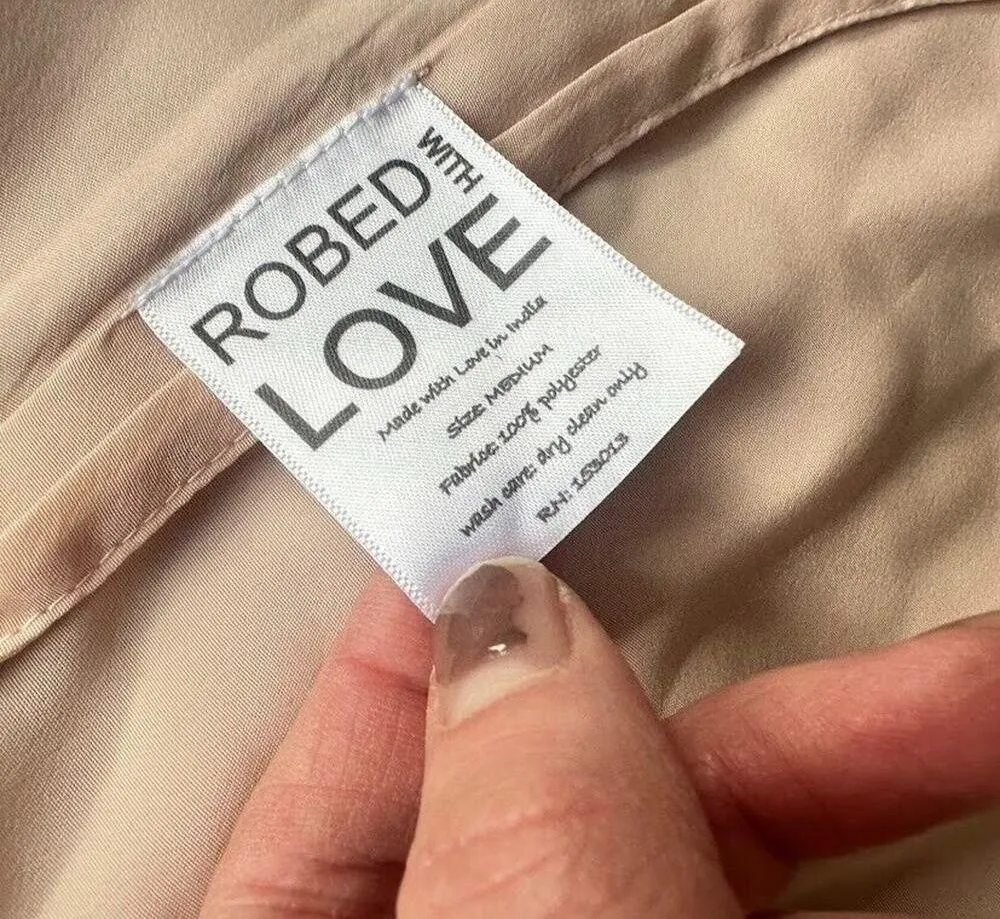 ROBED WITH
LOVE
Made with Love in India
Size: MEDIUM
Fabric: 100% polyester
wash care: dry clean only
RN: 153013